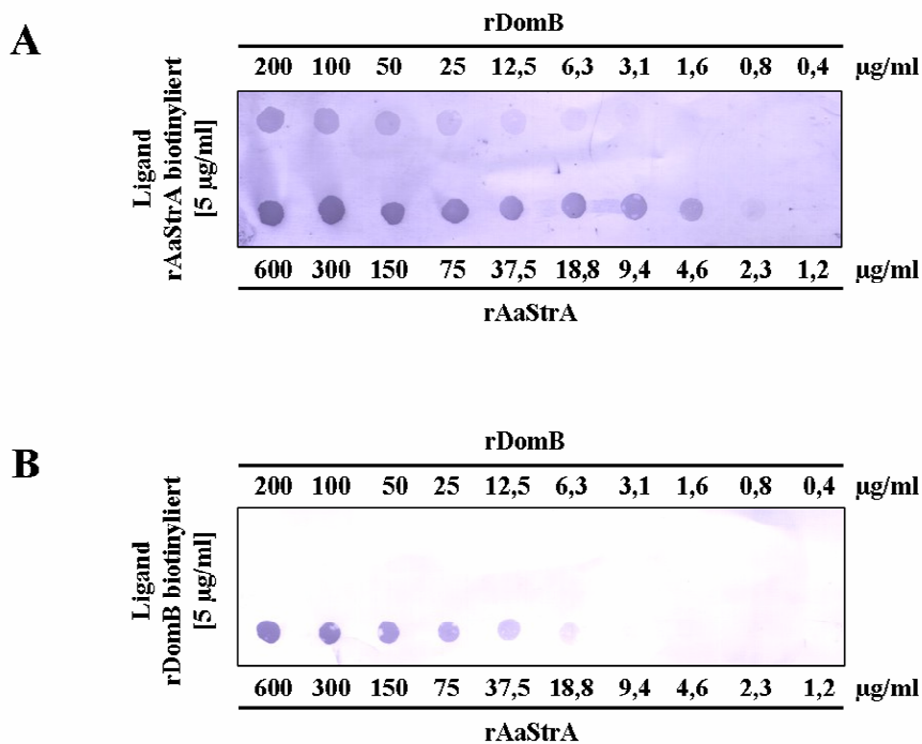 A
rDomB
200 100 50 25 12,5 6,3 3,1 1,6 0,8 0,4 µg/ml
Ligand
rAaStrA biotinyliert
[5 µg/ml]
600 300 150 75 37,5 18,8 9,4 4,6 2,3 1,2 µg/ml
rAaStrA
B
rDomB
200 100 50 25 12,5 6,3 3,1 1,6 0,8 0,4 µg/ml
Ligand
rDomB biotinyliert
[5 µg/ml]
600 300 150 75 37,5 18,8 9,4 4,6 2,3 1,2 µg/ml
rAaStrA